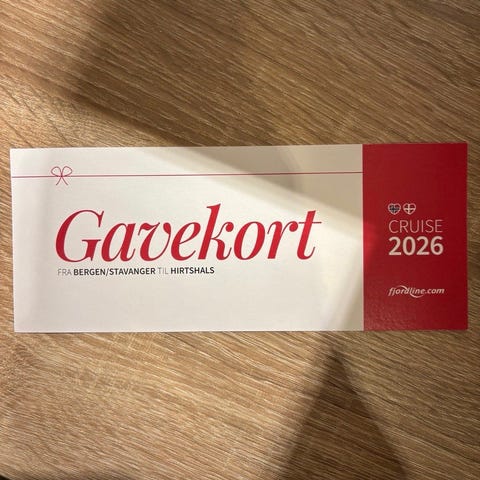 Gavekort
FRA BERGEN/STAVANGER TIL HIRTSHALS
CRUISE
2026
fjordline.com